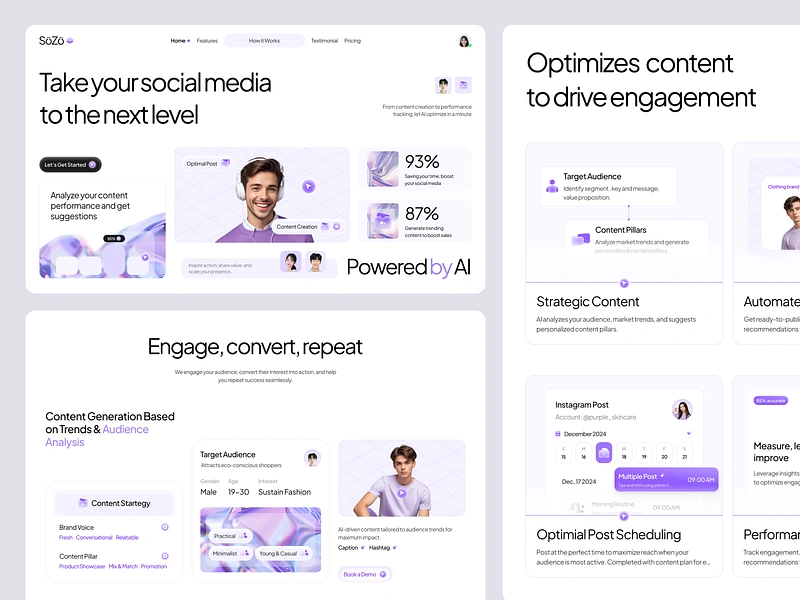 SoZo
Home
Features
How it Works
Testimonial
Pricing
Take your social media
to the next level
From content creation to performance
tracking, let AI optimize in a minute
Let's Get Started
Analyze your content
performance and get
suggestions
85%
Optimal Post
Content Creation
93%
Saving your time, boost
your social media
87%
Generate trending
content to boost sales
Inspire action, share value, and
scale your presence.
Powered by AI
Engage, convert, repeat
We engage your audience, convert their interest into action, and help
you repeat success seamlessly.
Content Generation Based
on Trends & Audience
Analysis
Content Startegy
Brand Voice
Fresh Conversational Relatable
Content Pillar
Product Showcase Mix & Match Promotion
Target Audience
Attracts eco-conscious shoppers
Gender Age Interest
Male 19-30 Sustain Fashion
Practical
Minimalist
Young & Casual
AI-driven content tailored to audience trends for
maximum impact.
Caption Hashtag
Book a Demo
Optimizes content
to drive engagement
Target Audience
Identify segment , key and message,
value proposition.
Content Pillars
Analyze market trends and generate
personalized content pillars.
Strategic Content
AI analyzes your audience, market trends, and suggests
personalized content pillars.
Clothing brand
Automate
Get ready-to-publi
recommendations
Instagram Post
Account: @purple_skincare
December 2024
S M T W T F S
15 16 18 19 20 21
Dec, 17 2024
Multiple Post
09.00 AM
Tips and trick using primer f..
Morning Routine
09.00 AM
Optimial Post Scheduling
Post at the perfect time to maximize reach when your
audience is most active. Completed with content plan for e...
85% accurate
Measure, le
improve
Leverage insights
to optimize engag
Performan
Track engagement,
recommendations